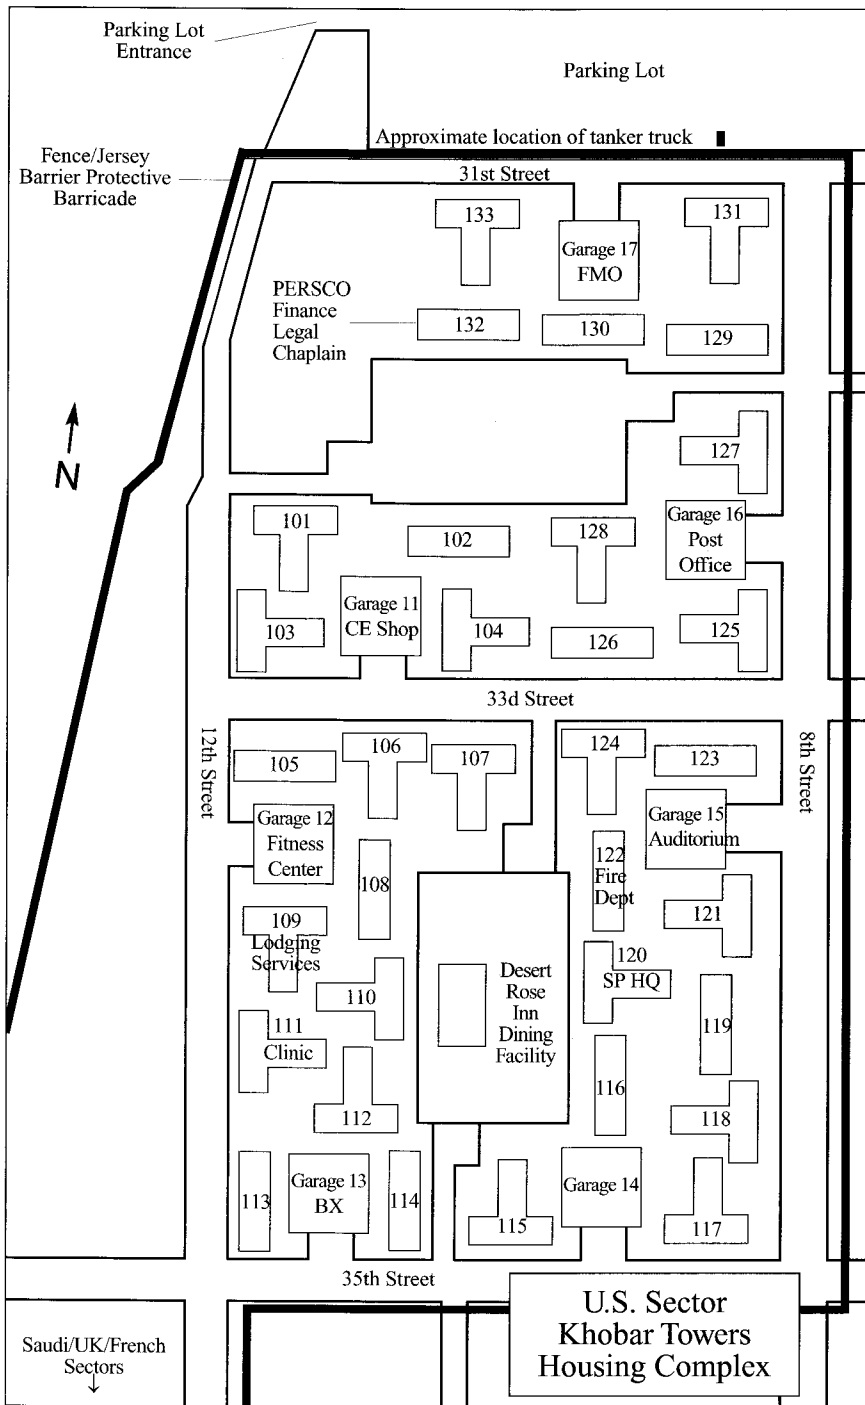 Parking Lot
Entrance
Parking Lot
Approximate location of tanker truck
Fence/Jersey
Barrier Protective
Barricade
31st Street
133
131
Garage 17
FMO
PERSCO
Finance
Legal
Chaplain
132
130
129
N
127
101
102
128
Garage 16
Post
Office
Garage 11
CE Shop
103
104
126
125
33d Street
12th Street
8th Street
105
106
107
124
123
Garage 12
Fitness
Center
Garage 15
Auditorium
108
122
Fire
Dept
109
Lodging
Services
121
110
Desert
Rose
Inn
Dining
Facility
120
SP HQ
111
Clinic
119
116
112
118
113
Garage 13
BX
114
115
Garage 14
117
35th Street
U.S. Sector
Khobar Towers
Housing Complex
Saudi/UK/French
Sectors